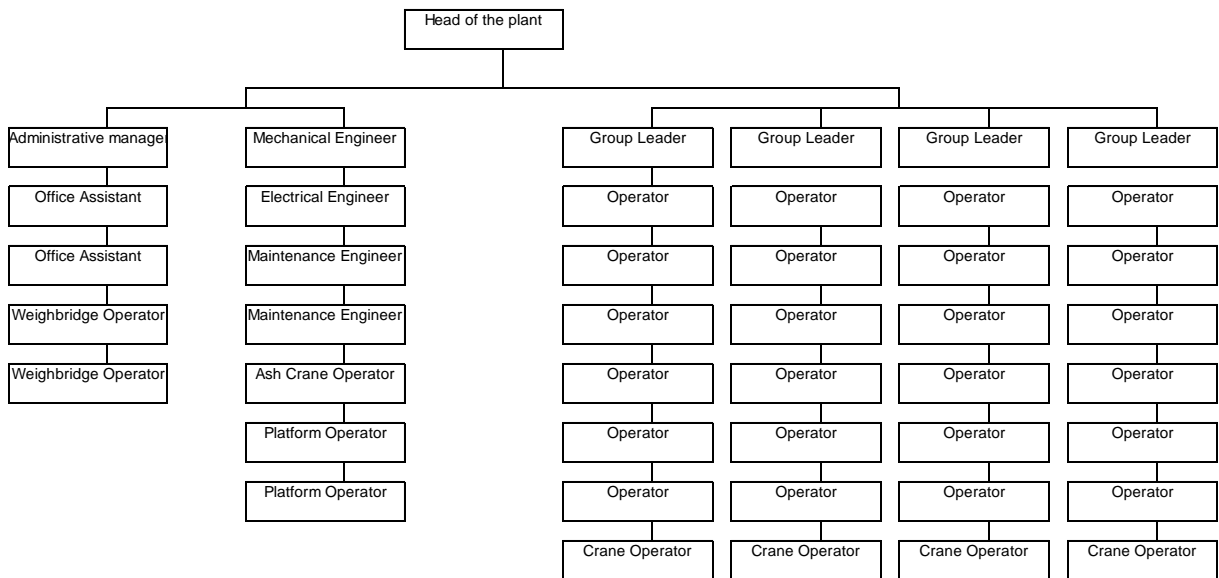 Head of the plant
Administrative manager
Mechanical Engineer
Group Leader
Group Leader
Group Leader
Group Leader
Office Assistant
Electrical Engineer
Operator
Operator
Operator
Operator
Office Assistant
Maintenance Engineer
Operator
Operator
Operator
Operator
Weighbridge Operator
Maintenance Engineer
Operator
Operator
Operator
Operator
Weighbridge Operator
Ash Crane Operator
Operator
Operator
Operator
Operator
Platform Operator
Operator
Operator
Operator
Operator
Platform Operator
Operator
Operator
Operator
Operator
Crane Operator
Crane Operator
Crane Operator
Crane Operator